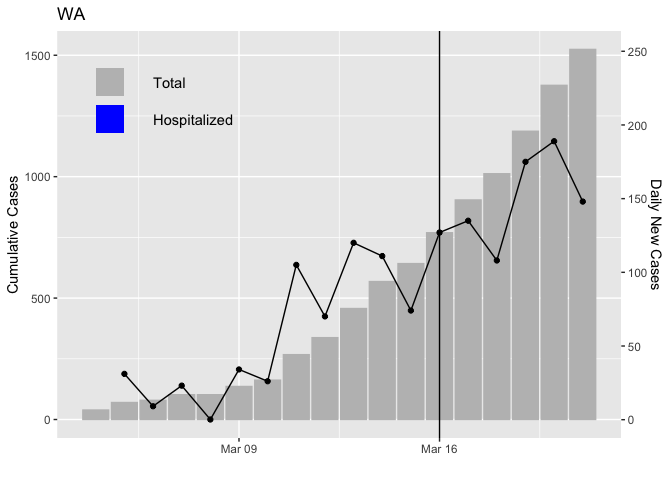 WA
Total
Hospitalized
Cumulative Cases
1500
1000
500
0
Daily New Cases
250
200
150
100
50
0
Mar 09
Mar 16